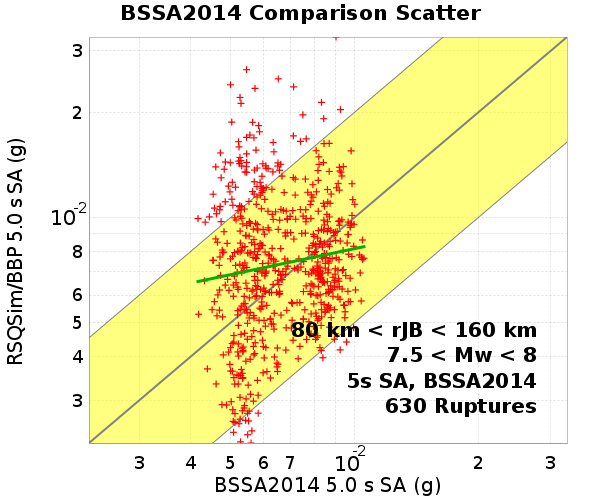 BSSA2014 Comparison Scatter
RSQSim/BBP 5.0 s SA (g)
3
2
10-2
8
6
5
4
3
80 km < rJB < 160 km
7.5 < Mw < 8
5s SA, BSSA2014
630 Ruptures
3 4 5 6 7 10-2 2 3
BSSA2014 5.0 s SA (g)